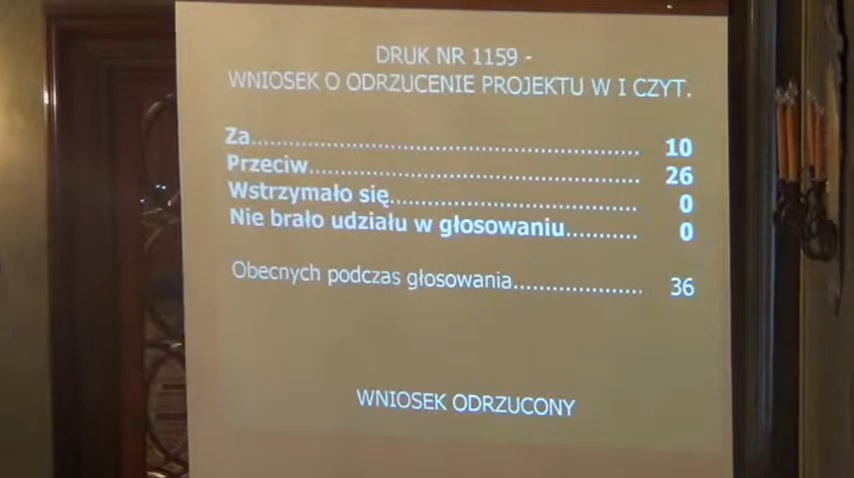 DRUK NR 1159 -
WNIOSEK O ODRZUCENIE PROJEKTU W I CZYT.
Za........................................................ 10
Przeciw................................................ 26
Wstrzymało się................................... 0
Nie brało udziału w głosowaniu.......... 0
Obecnych podczas głosowania.................. 36
WNIOSEK ODRZUCONY